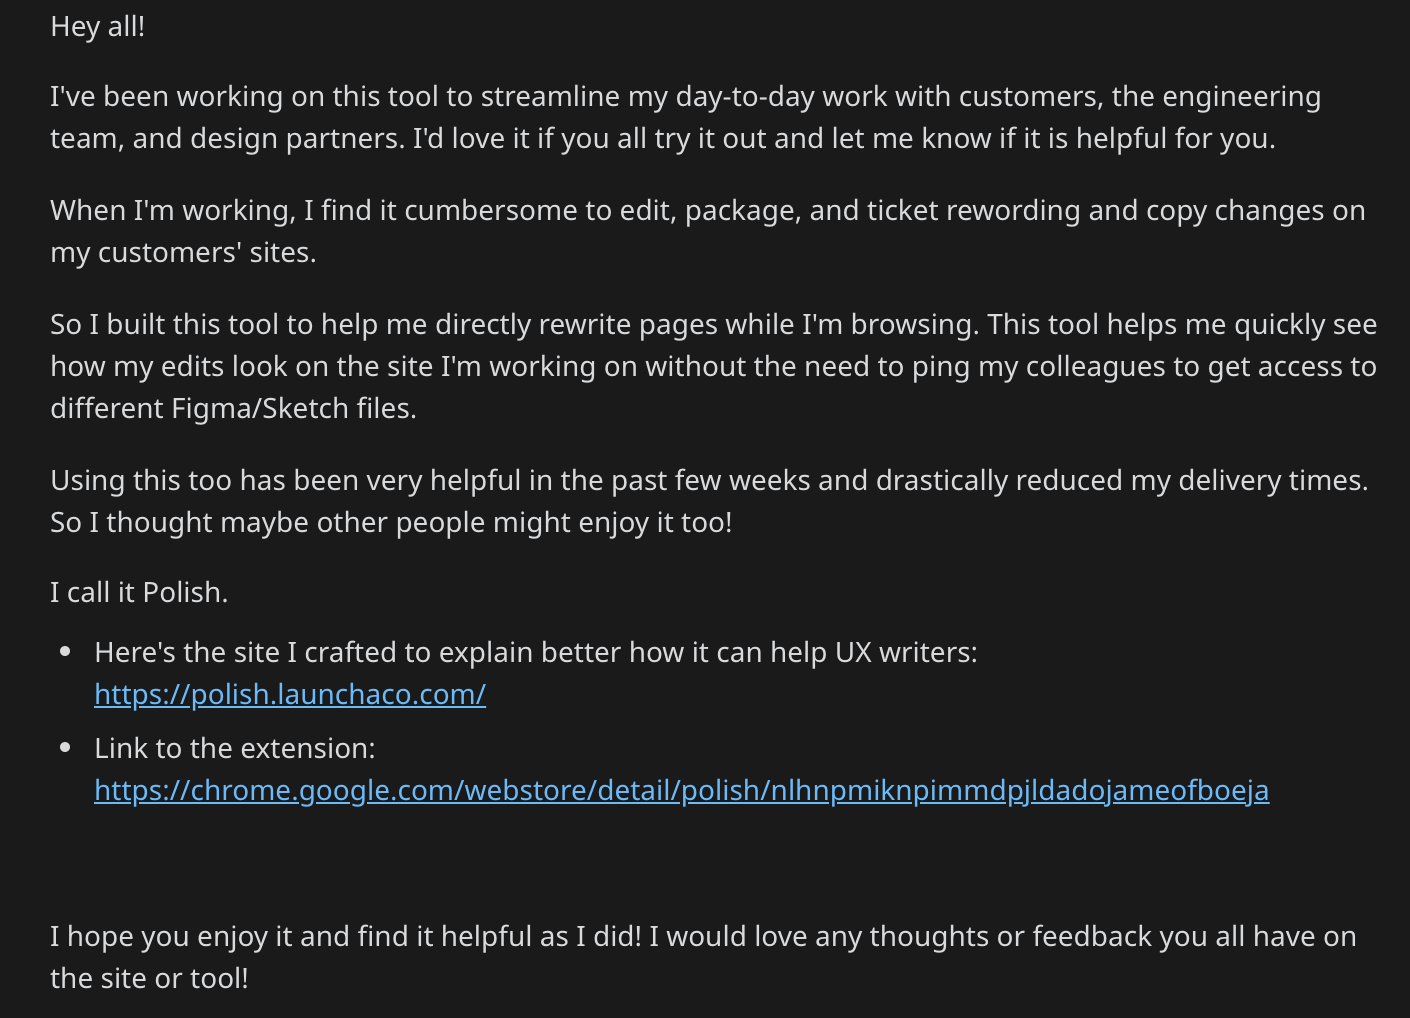 Hey all!
I've been working on this tool to streamline my day-to-day work with customers, the engineering
team, and design partners. I'd love it if you all try it out and let me know if it is helpful for you.
When I'm working, I find it cumbersome to edit, package, and ticket rewording and copy changes on
my customers' sites.
So I built this tool to help me directly rewrite pages while I'm browsing. This tool helps me quickly see
how my edits look on the site I'm working on without the need to ping my colleagues to get access to
different Figma/Sketch files.
Using this too has been very helpful in the past few weeks and drastically reduced my delivery times.
So I thought maybe other people might enjoy it too!
I call it Polish.
• Here's the site I crafted to explain better how it can help UX writers:
https://polish.launchaco.com/
• Link to the extension:
https://chrome.google.com/webstore/detail/polish/nlhnpmiknpimmdpjldadojameofboeja
I hope you enjoy it and find it helpful as I did! I would love any thoughts or feedback you all have on
the site or tool!